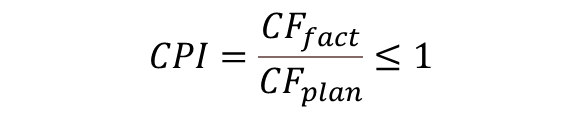 CPI = CF_fact / CF_plan ≤ 1